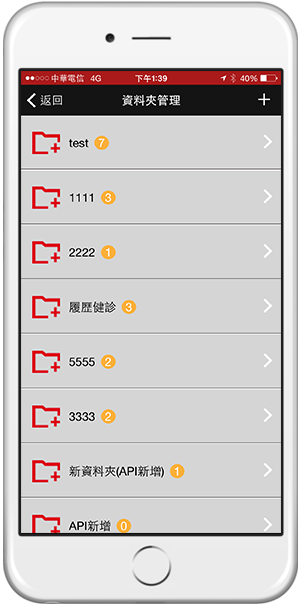 中華電信 4G 下午1:39 40%
返回 資料夾管理 +
test 7
1111 3
2222 1
履歷健診 3
5555 2
3333 2
新資料夾(API新增) 1
API新增 0